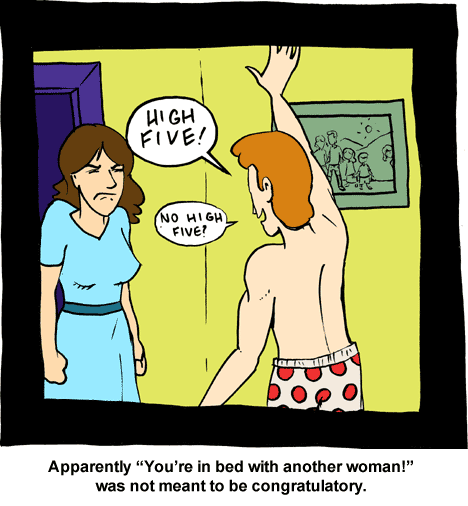 HIGH
FIVE!
NO HIGH
FIVE?
Apparently “You’re in bed with another woman!”
was not meant to be congratulatory.